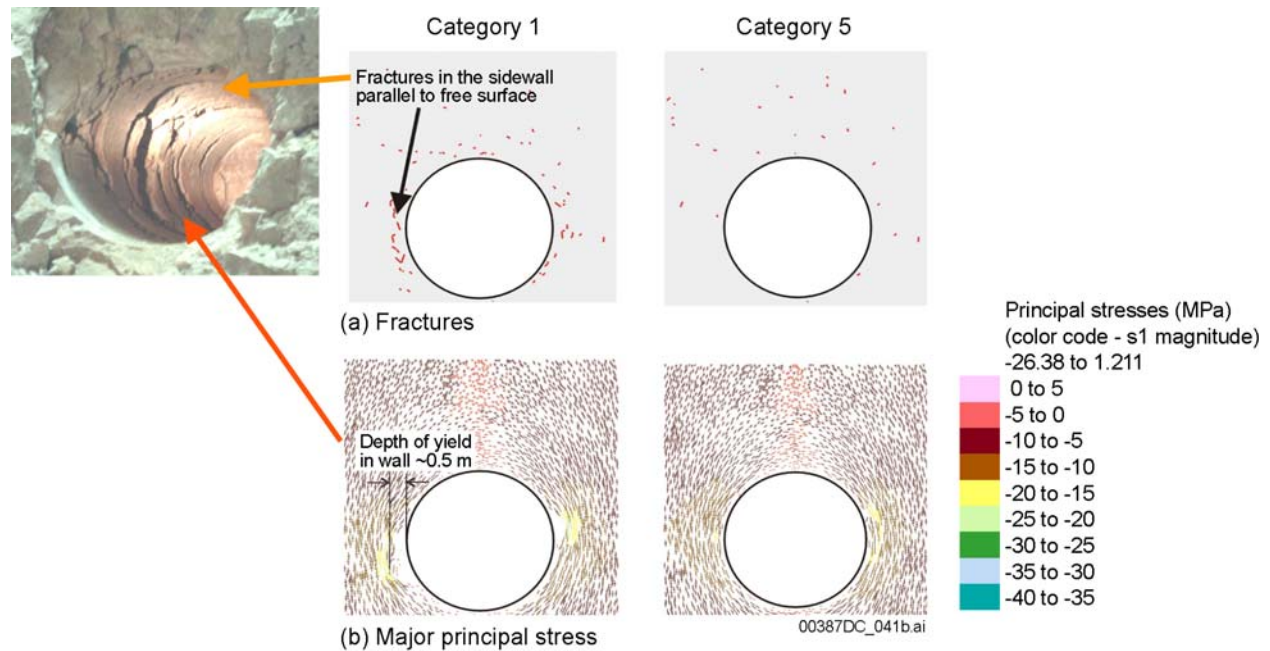 Category 1
Category 5
Fractures in the sidewall
parallel to free surface
(a) Fractures
Principal stresses (MPa)
(color code - s1 magnitude)
-26.38 to 1.211
0 to 5
-5 to 0
-10 to -5
-15 to -10
-20 to -15
-25 to -20
-30 to -25
-35 to -30
-40 to -35
Depth of yield
in wall ~0.5 m
(b) Major principal stress
00387DC_041b.ai